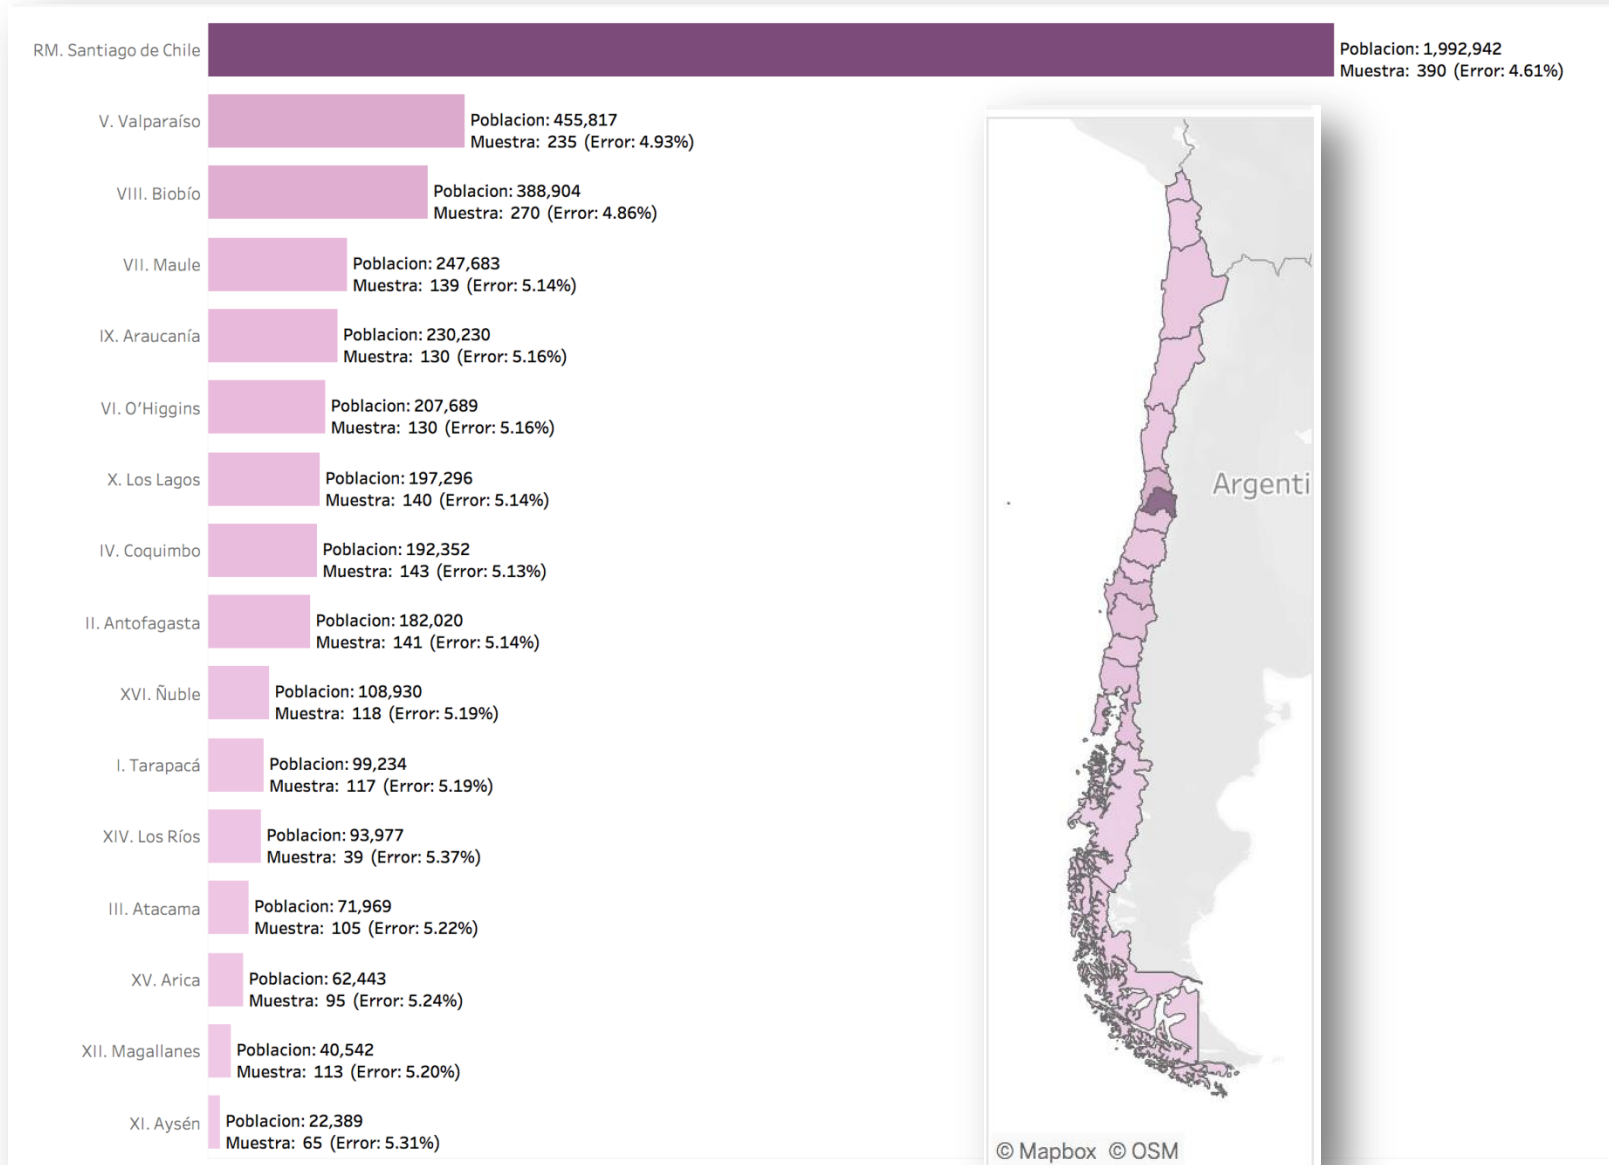 RM. Santiago de Chile
Poblacion: 1,992,942
Muestra: 390 (Error: 4.61%)
V. Valparaíso
Poblacion: 455,817
Muestra: 235 (Error: 4.93%)
VIII. Biobío
Poblacion: 388,904
Muestra: 270 (Error: 4.86%)
VII. Maule
Poblacion: 247,683
Muestra: 139 (Error: 5.14%)
IX. Araucanía
Poblacion: 230,230
Muestra: 130 (Error: 5.16%)
VI. O’Higgins
Poblacion: 207,689
Muestra: 130 (Error: 5.16%)
X. Los Lagos
Poblacion: 197,296
Muestra: 140 (Error: 5.14%)
IV. Coquimbo
Poblacion: 192,352
Muestra: 143 (Error: 5.13%)
II. Antofagasta
Poblacion: 182,020
Muestra: 141 (Error: 5.14%)
XVI. Ñuble
Poblacion: 108,930
Muestra: 118 (Error: 5.19%)
I. Tarapacá
Poblacion: 99,234
Muestra: 117 (Error: 5.19%)
XIV. Los Ríos
Poblacion: 93,977
Muestra: 39 (Error: 5.37%)
III. Atacama
Poblacion: 71,969
Muestra: 105 (Error: 5.22%)
XV. Arica
Poblacion: 62,443
Muestra: 95 (Error: 5.24%)
XII. Magallanes
Poblacion: 40,542
Muestra: 113 (Error: 5.20%)
XI. Aysén
Poblacion: 22,389
Muestra: 65 (Error: 5.31%)
Argenti
© Mapbox © OSM